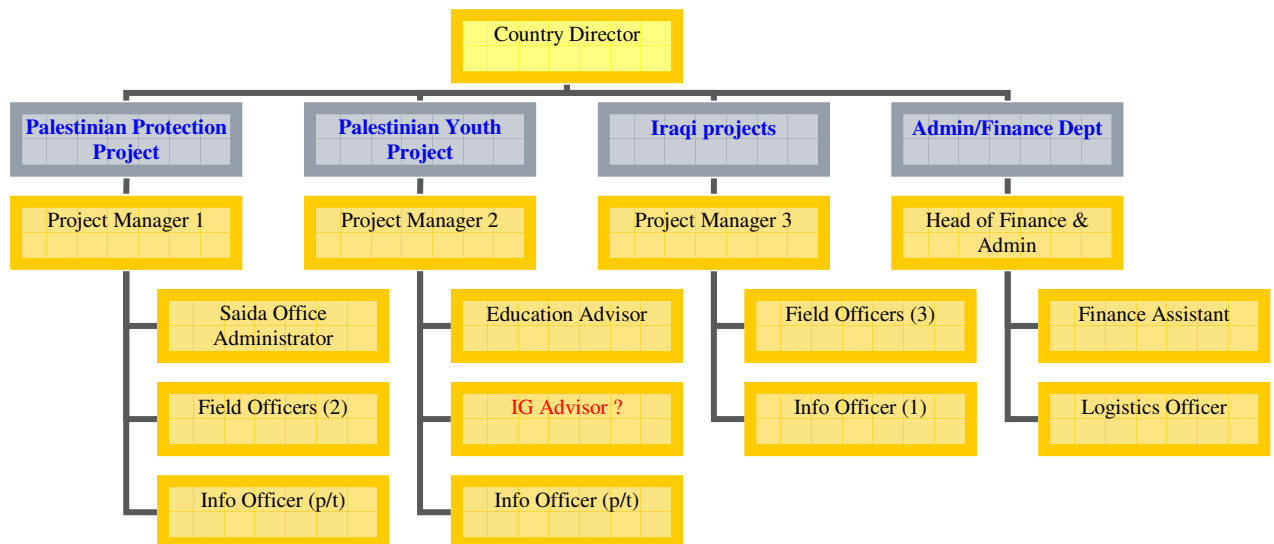 Country Director
Palestinian Protection
Project
Palestinian Youth
Project
Iraqi projects
Admin/Finance Dept
Project Manager 1
Project Manager 2
Project Manager 3
Head of Finance &
Admin
Saida Office
Administrator
Education Advisor
Field Officers (3)
Finance Assistant
Field Officers (2)
IG Advisor ?
Info Officer (1)
Logistics Officer
Info Officer (p/t)
Info Officer (p/t)